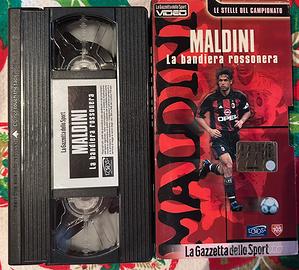 La Gazzetta dello Sport
MALDINI
La bandiera rossonera
La Gazzetta dello Sport
VIDEO
LE STELLE DEL CAMPIONATO
MALDINI
La bandiera rossonera
MALDINI
OPEL
La Gazzetta dello Sport